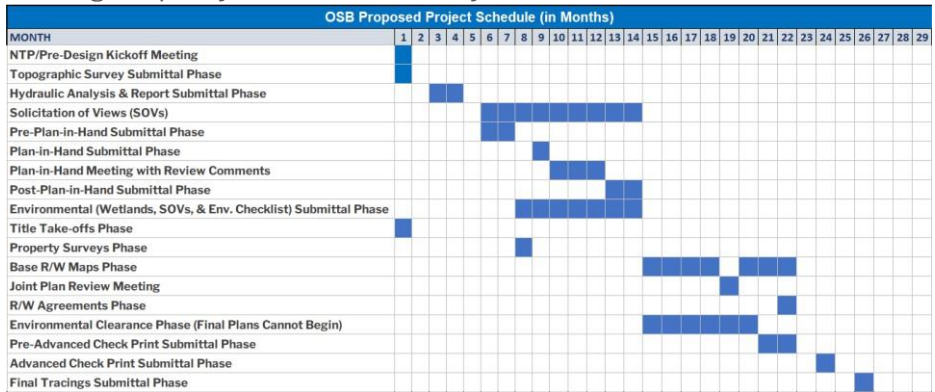 OSB Proposed Project Schedule (in Months)
MONTH 1 2 3 4 5 6 7 8 9 10 11 12 13 14 15 16 17 18 19 20 21 22 23 24 25 26 27 28 29
NTP/Pre-Design Kickoff Meeting
Topographic Survey Submittal Phase
Hydraulic Analysis & Report Submittal Phase
Solicitation of Views (SOVs)
Pre-Plan-in-Hand Submittal Phase
Plan-in-Hand Submittal Phase
Plan-in-Hand Meeting with Review Comments
Post-Plan-in-Hand Submittal Phase
Environmental (Wetlands, SOVs, & Env. Checklist) Submittal Phase
Title Take-offs Phase
Property Surveys Phase
Base R/W Maps Phase
Joint Plan Review Meeting
R/W Agreements Phase
Environmental Clearance Phase (Final Plans Cannot Begin)
Pre-Advanced Check Print Submittal Phase
Advanced Check Print Submittal Phase
Final Tracings Submittal Phase